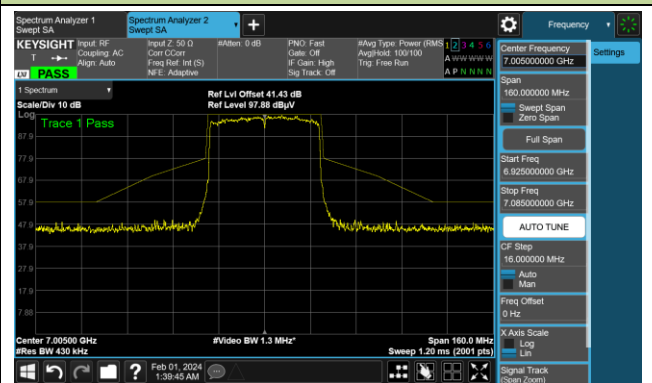 Spectrum Analyzer 1
Swept SA
Spectrum Analyzer 2
Swept SA
Frequency
KEYSIGHT
Input: RF
Coupling: AC
Align: Auto
Input Z: 50 Ω
Corr CCorr
Freq Ref: Int (S)
NFE: Adaptive
#Atten: 0 dB
PNO: Fast
Gate: Off
IF Gain: High
Sig Track: Off
#Avg Type: Power (RMS
Avg|Hold: 100/100
Trig: Free Run
1 2 3 4 5 6
A W W W W W
A P N N N N
T
LXI PASS
Center Frequency
7.005000000 GHz
Settings
Span
160.000000 MHz
Swept Span
Zero Span
Full Span
Start Freq
6.925000000 GHz
Stop Freq
7.085000000 GHz
AUTO TUNE
CF Step
16.000000 MHz
Auto
Man
Freq Offset
0 Hz
X Axis Scale
Log
Lin
Signal Track
(Span Zoom)
1 Spectrum
Scale/Div 10 dB
Ref Lvl Offset 41.43 dB
Ref Level 97.88 dBµV
Log
Trace 1 Pass
87.9
77.9
67.9
57.9
47.9
37.9
27.9
17.9
7.88
Center 7.00500 GHz
#Res BW 430 kHz
#Video BW 1.3 MHz*
Span 160.0 MHz
Sweep 1.20 ms (2001 pts)
Feb 01, 2024
1:39:45 AM